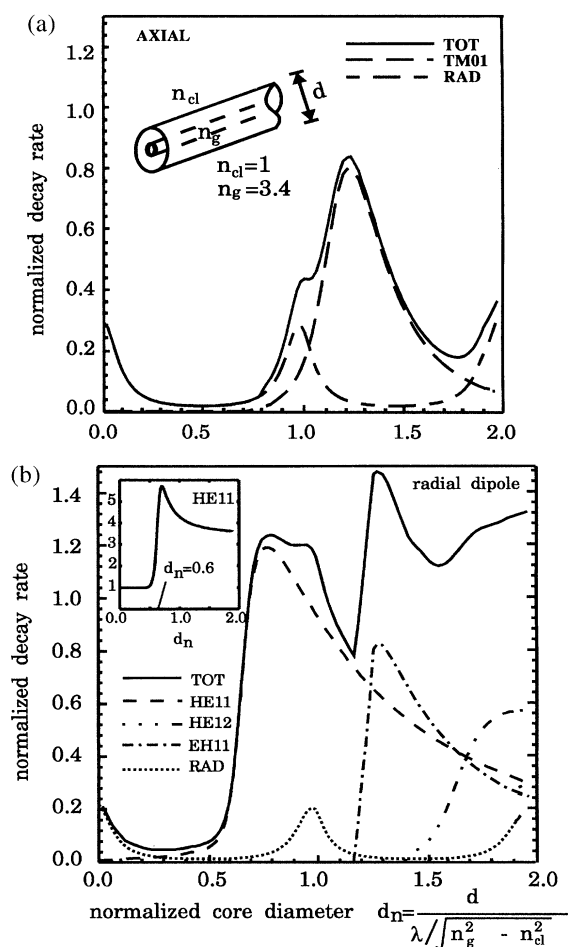 (a)
AXIAL
TOT
TM01
RAD
n_cl
n_g
d
n_cl=1
n_g=3.4
normalized decay rate
1.2
1.0
0.8
0.6
0.4
0.2
0.0
0.0 0.5 1.0 1.5 2.0
(b)
radial dipole
HE11
5
4
3
2
1
d_n=0.6
0.0 1.0 2.0
d_n
TOT
HE11
HE12
EH11
RAD
normalized decay rate
1.4
1.2
1.0
0.8
0.6
0.4
0.2
0.0
0.0 0.5 1.0 1.5 2.0
normalized core diameter d_n= d
λ/√n_g^2 - n_cl^2